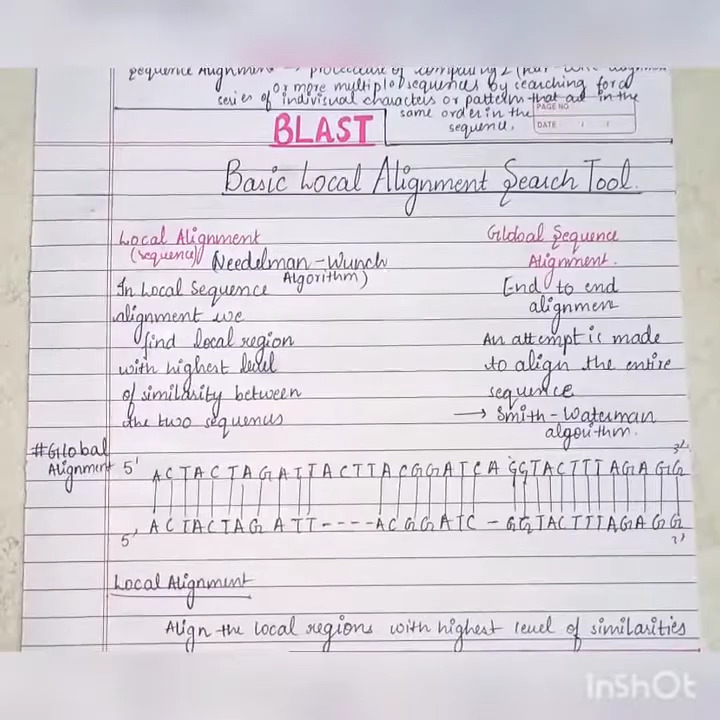 Sequence Alignment → procedure of comparing 2 (pair-wise alignment
or more multiple sequences by searching for a
series of indivisual characters or pattern that are in the
same order in the
sequence.
PAGE NO
DATE / /
BLAST
Basic Local Alignment Search Tool.
Local Alignment
(sequence)
Needelman-Wunch
Algorithm)
In Local Sequence
alignment we
find local region
with highest level
of similarity between
the two sequences
Global Sequence
Alignment.
End to end
alignmen
An attempt is made
to align the entire
sequence
→ Smith-Waterman
algorithm.
#Global
Alignment
5' ACTACTAGATTACTTACGGATCAGGTACTTTAGAGG 3'
5' ACTACTAGATT----ACGGATC-GGTACTTTAGAGG 3'
Local Alignment
Align the local regions with highest level of similarities
InShOt